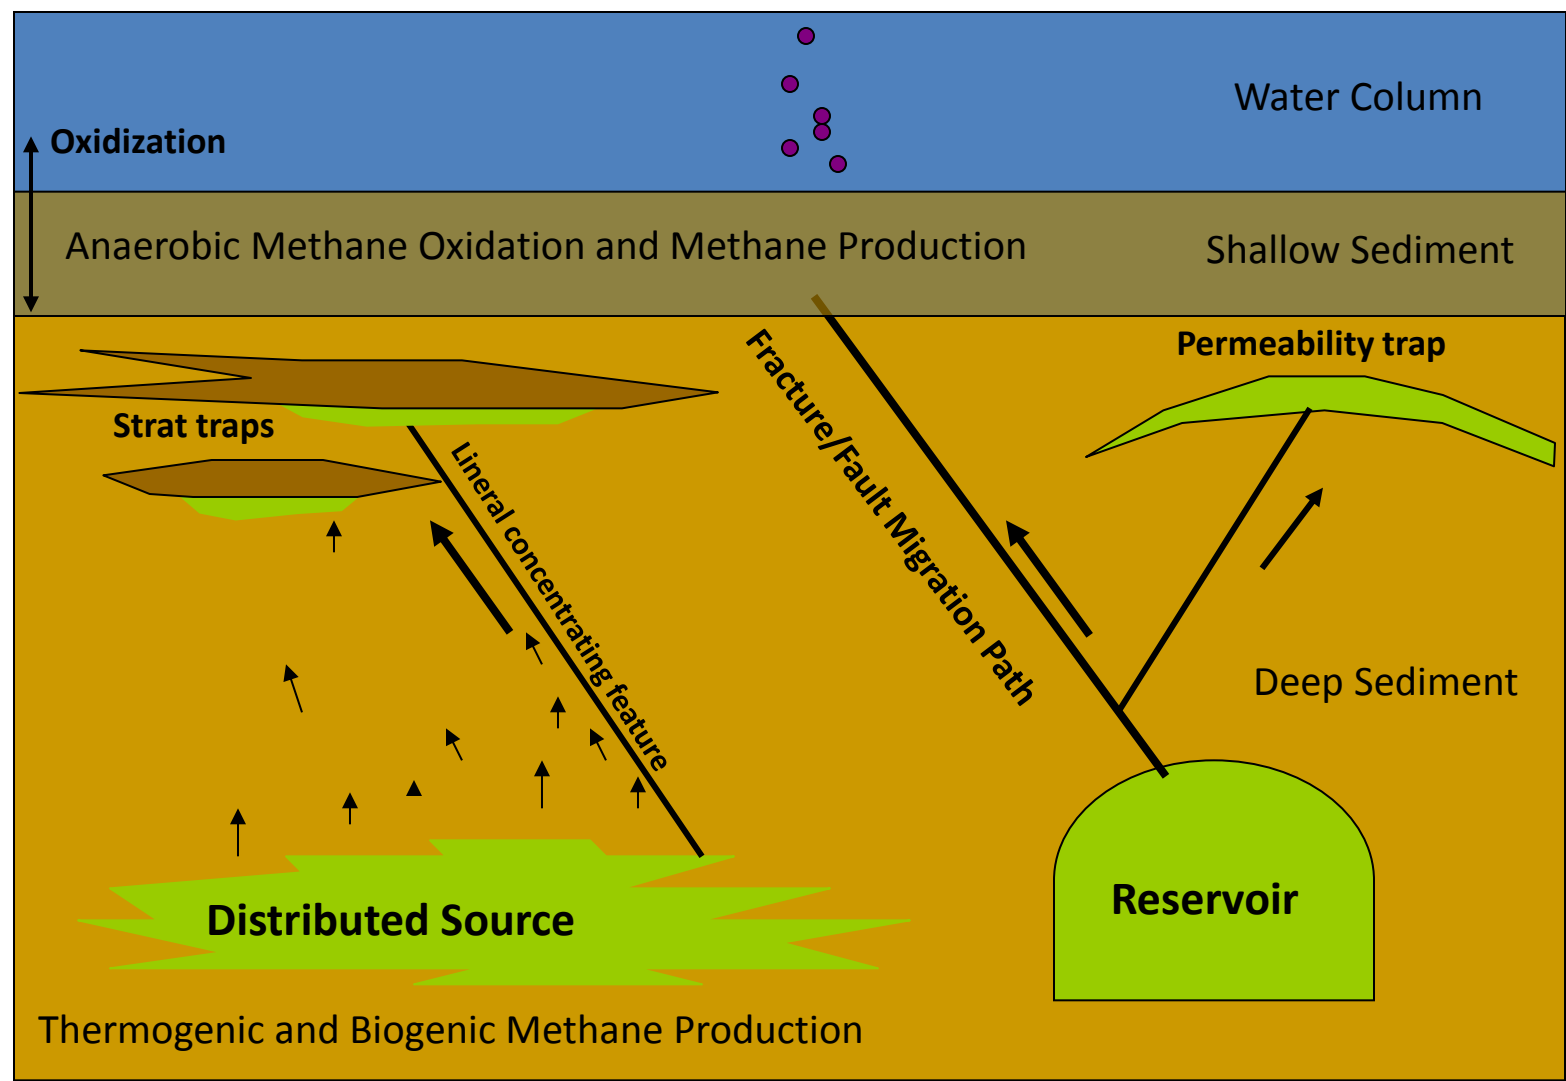 Water Column
Oxidization
Anaerobic Methane Oxidation and Methane Production
Shallow Sediment
Permeability trap
Strat traps
Lineral concentrating feature
Fracture/Fault Migration Path
Deep Sediment
Distributed Source
Reservoir
Thermogenic and Biogenic Methane Production